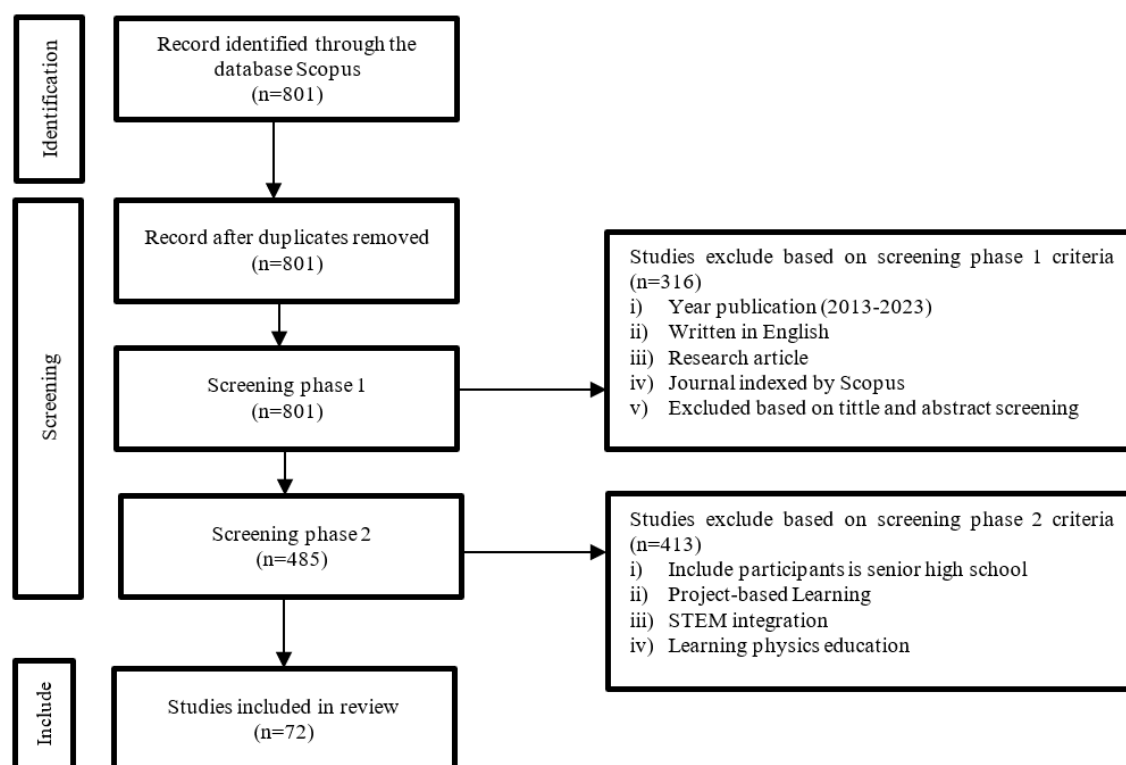 Identification
Record identified through the
database Scopus
(n=801)
Screening
Record after duplicates removed
(n=801)
Screening phase 1
(n=801)
Studies exclude based on screening phase 1 criteria
(n=316)
i) Year publication (2013-2023)
ii) Written in English
iii) Research article
iv) Journal indexed by Scopus
v) Excluded based on tittle and abstract screening
Screening phase 2
(n=485)
Studies exclude based on screening phase 2 criteria
(n=413)
i) Include participants is senior high school
ii) Project-based Learning
iii) STEM integration
iv) Learning physics education
Include
Studies included in review
(n=72)